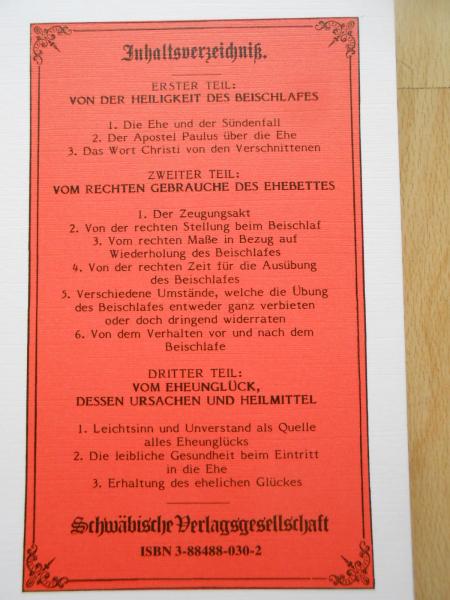 Inhaltsverzeichniß.
ERSTER TEIL:
VON DER HEILIGKEIT DES BEISCHLAFES
1. Die Ehe und der Sündenfall
2. Der Apostel Paulus über die Ehe
3. Das Wort Christi von den Verschnittenen
ZWEITER TEIL:
VOM RECHTEN GEBRAUCHE DES EHEBETTES
1. Der Zeugungsakt
2. Von der rechten Stellung beim Beischlaf
3. Vom rechten Maße in Bezug auf
Wiederholung des Beischlafes
4. Von der rechten Zeit für die Ausübung
des Beischlafes
5. Verschiedene Umstände, welche die Übung
des Beischlafes entweder ganz verbieten
oder doch dringend widerraten
6. Von dem Verhalten vor und nach dem
Beischlafe
DRITTER TEIL:
VOM EHEUNGLÜCK,
DESSEN URSACHEN UND HEILMITTEL
1. Leichtsinn und Unverstand als Quelle
alles Eheunglücks
2. Die leibliche Gesundheit beim Eintritt
in die Ehe
3. Erhaltung des ehelichen Glückes
Schwäbische Verlagsgesellschaft
ISBN 3-88488-030-2